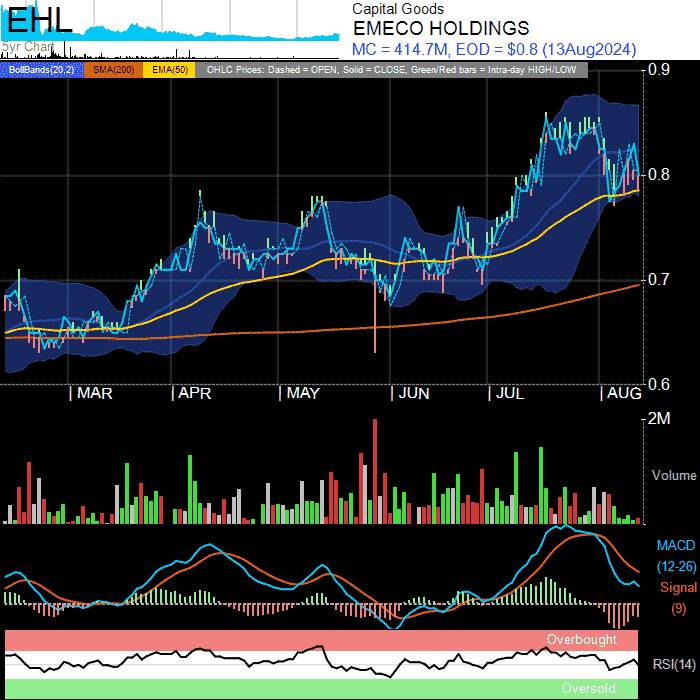 EHL
5yr Chart
Capital Goods
EMECO HOLDINGS
MC = 414.7M, EOD = $0.8 (13Aug2024)
BollBands(20,2) SMA(200) EMA(50) OHLC Prices: Dashed = OPEN, Solid = CLOSE, Green/Red bars = Intra-day HIGH/LOW
0.9
0.8
0.7
0.6
| MAR | APR | MAY | JUN | JUL | AUG
2M
Volume
MACD
(12-26)
Signal
(9)
Overbought
RSI(14)
Oversold